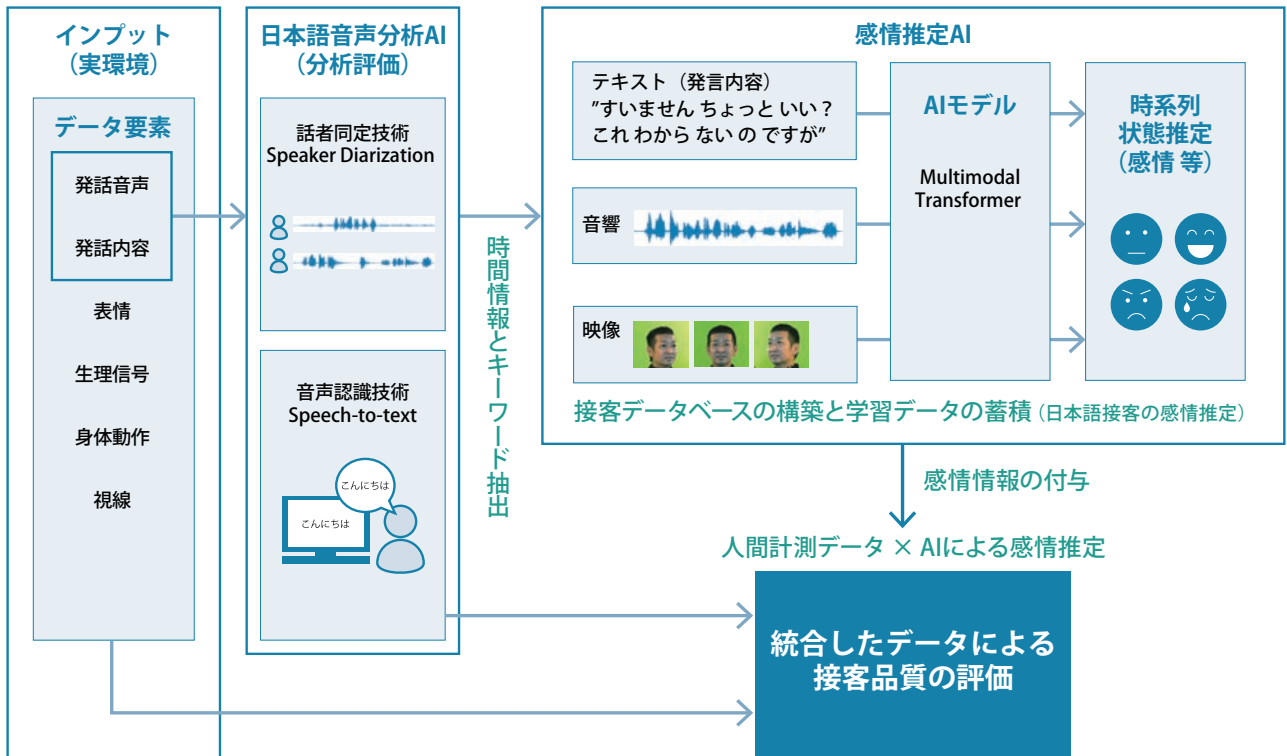 インプット
（実環境）
データ要素
発話音声
発話内容
表情
生理信号
身体動作
視線
日本語音声分析AI
（分析評価）
話者同定技術
Speaker Diarization
音声認識技術
Speech-to-text
こんにちは
こんにちは
時間情報とキーワード抽出
感情推定AI
テキスト（発言内容）
”すいません ちょっと いい？
これ わから ない の ですが”
音響
映像
AIモデル
Multimodal
Transformer
時系列
状態推定
（感情 等）
接客データベースの構築と学習データの蓄積（日本語接客の感情推定）
感情情報の付与
人間計測データ × AIによる感情推定
統合したデータによる
接客品質の評価